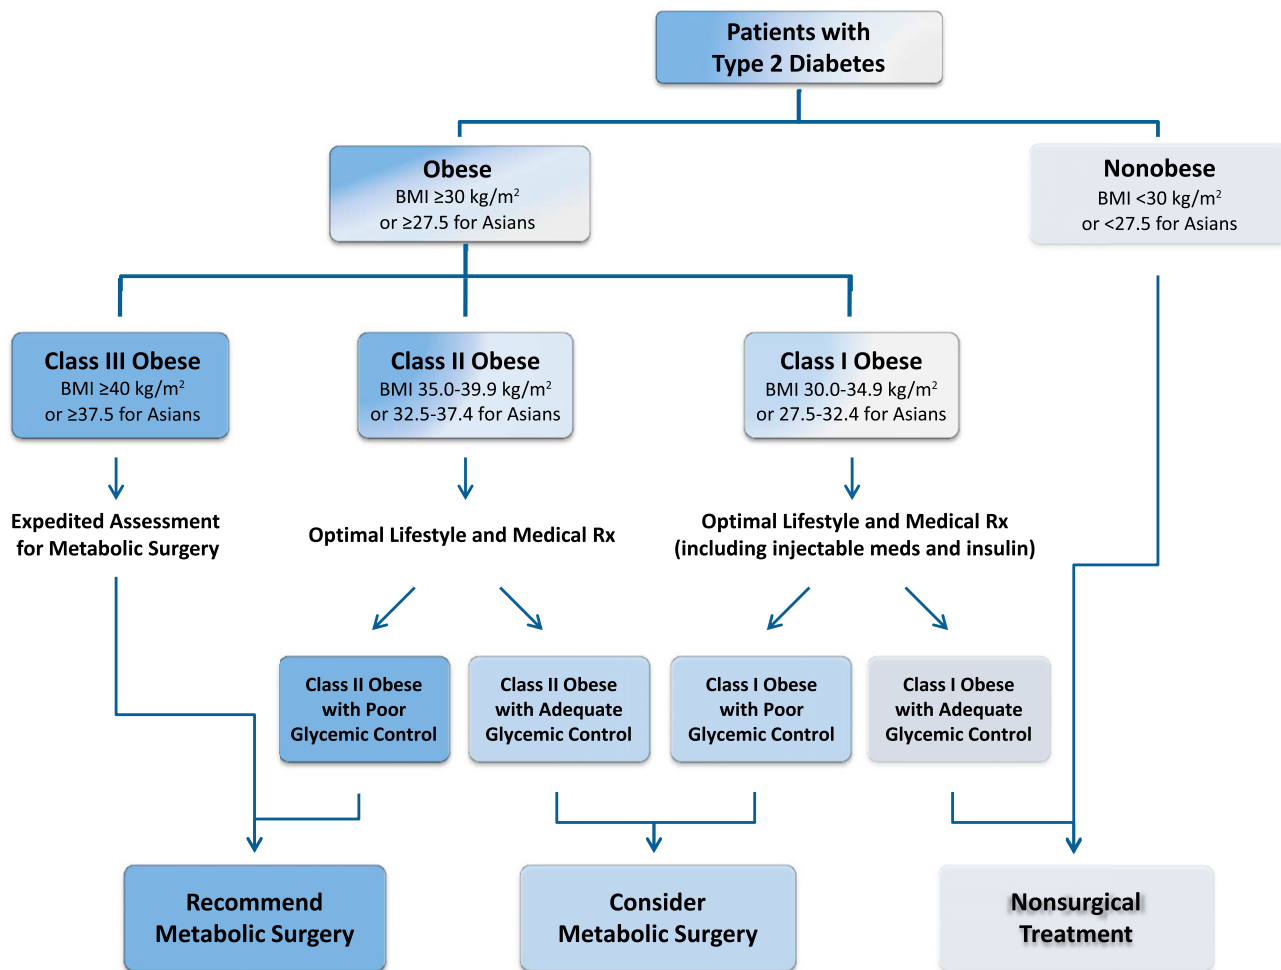 Patients with
Type 2 Diabetes
Obese
BMI ≥30 kg/m²
or ≥27.5 for Asians
Nonobese
BMI <30 kg/m²
or <27.5 for Asians
Class III Obese
BMI ≥40 kg/m²
or ≥37.5 for Asians
Class II Obese
BMI 35.0-39.9 kg/m²
or 32.5-37.4 for Asians
Class I Obese
BMI 30.0-34.9 kg/m²
or 27.5-32.4 for Asians
Expedited Assessment
for Metabolic Surgery
Optimal Lifestyle and Medical Rx
Optimal Lifestyle and Medical Rx
(including injectable meds and insulin)
Class II Obese
with Poor
Glycemic Control
Class II Obese
with Adequate
Glycemic Control
Class I Obese
with Poor
Glycemic Control
Class I Obese
with Adequate
Glycemic Control
Recommend
Metabolic Surgery
Consider
Metabolic Surgery
Nonsurgical
Treatment